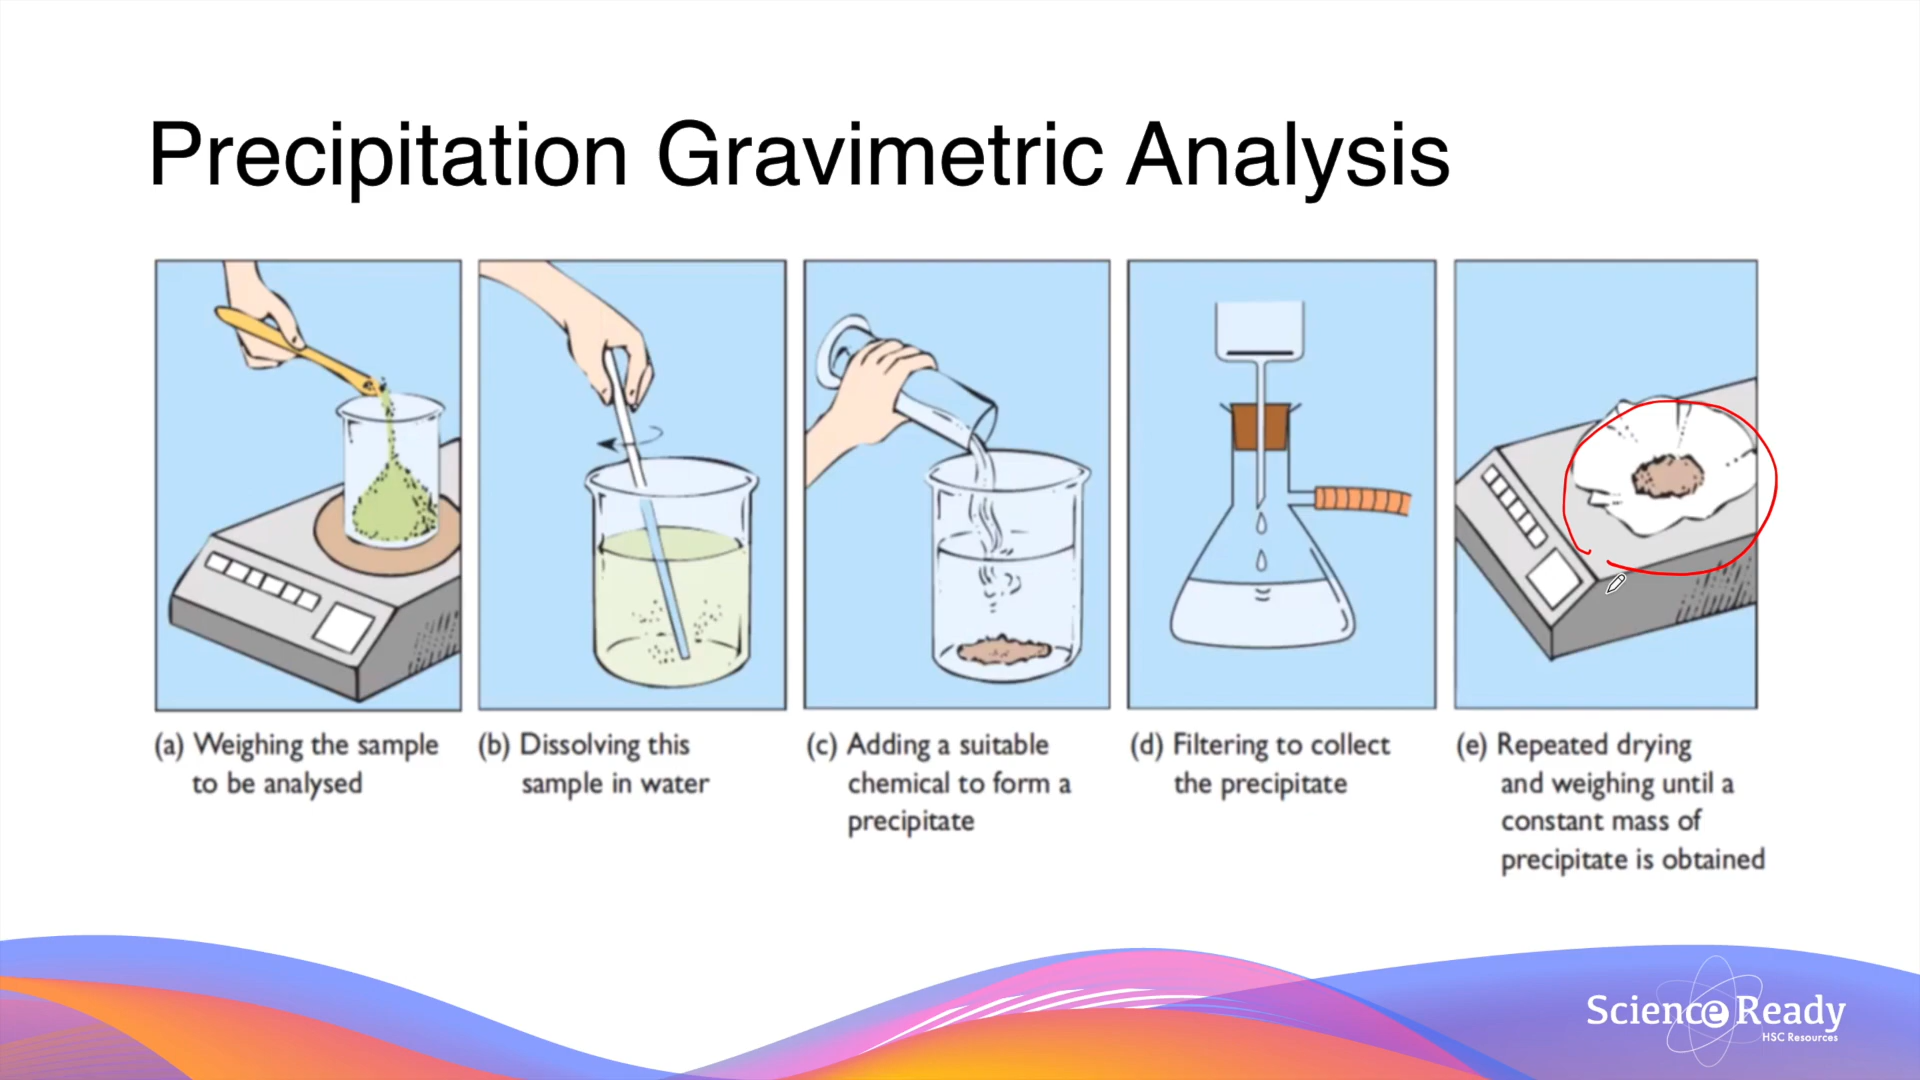 Precipitation Gravimetric Analysis
(a) Weighing the sample
to be analysed
(b) Dissolving this
sample in water
(c) Adding a suitable
chemical to form a
precipitate
(d) Filtering to collect
the precipitate
(e) Repeated drying
and weighing until a
constant mass of
precipitate is obtained
Science Ready
HSC Resources